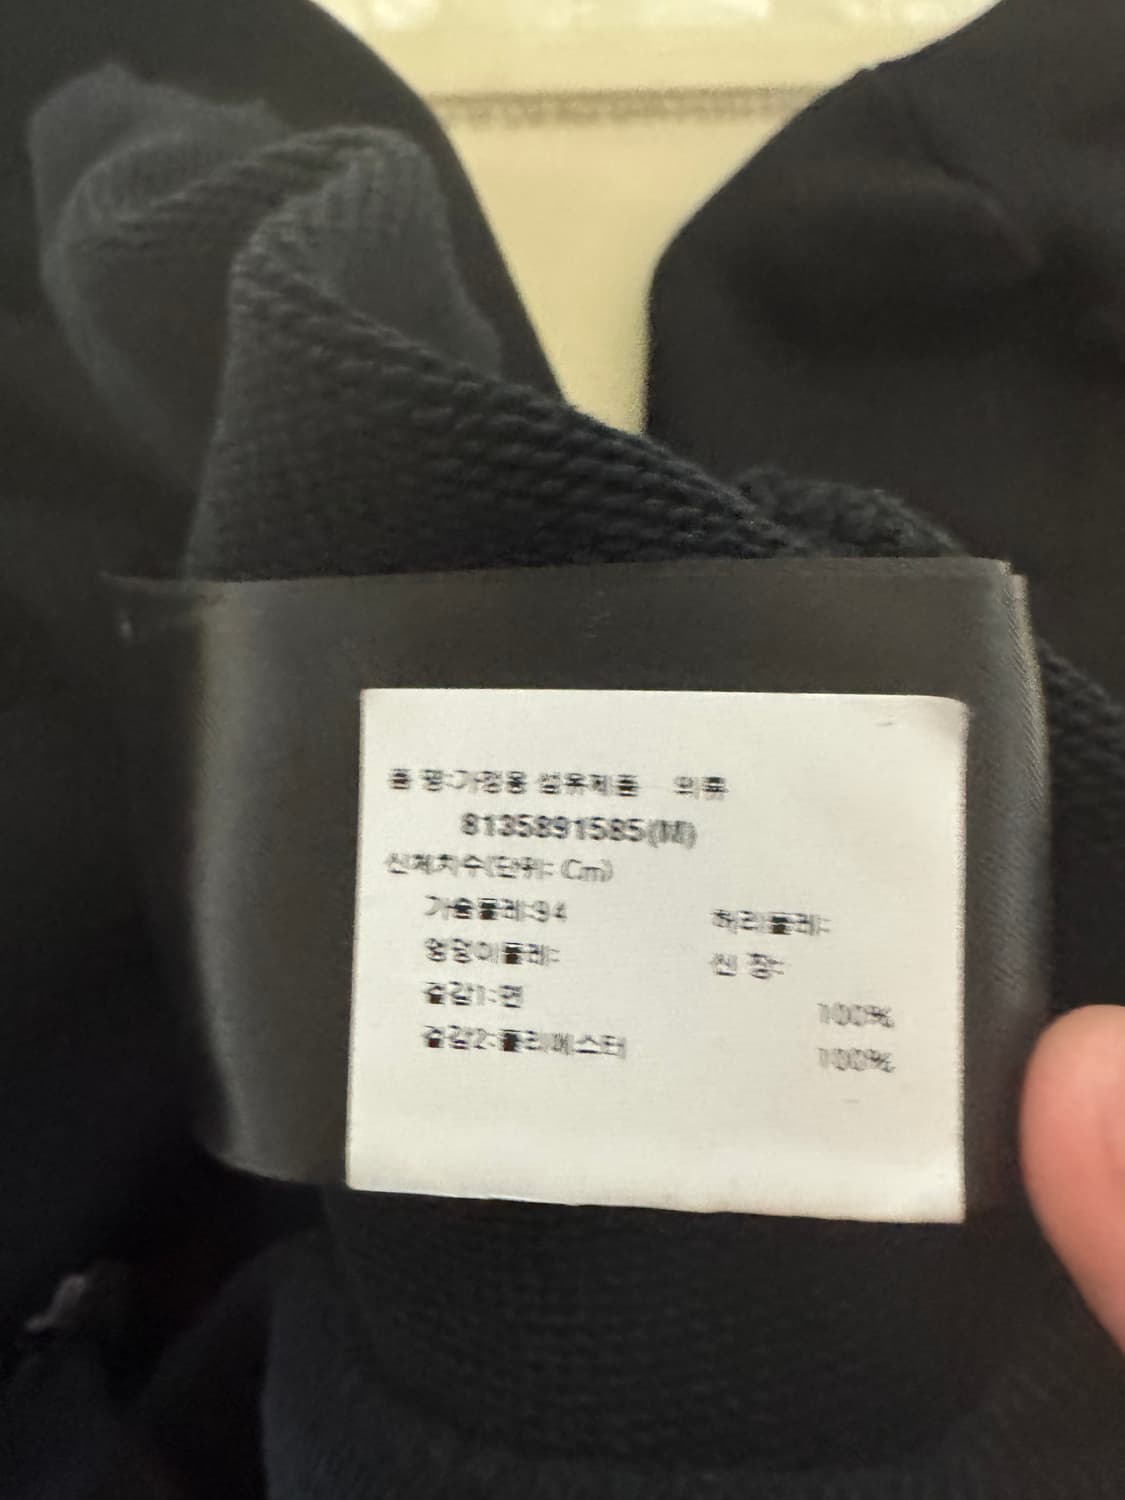 품 명:가정용 섬유제품 의류
8135891585(M)
신체치수(단위: Cm)
가슴둘레:94 허리둘레:
엉덩이둘레: 신 장:
겉감1:면 100%
겉감2:폴리에스터 100%